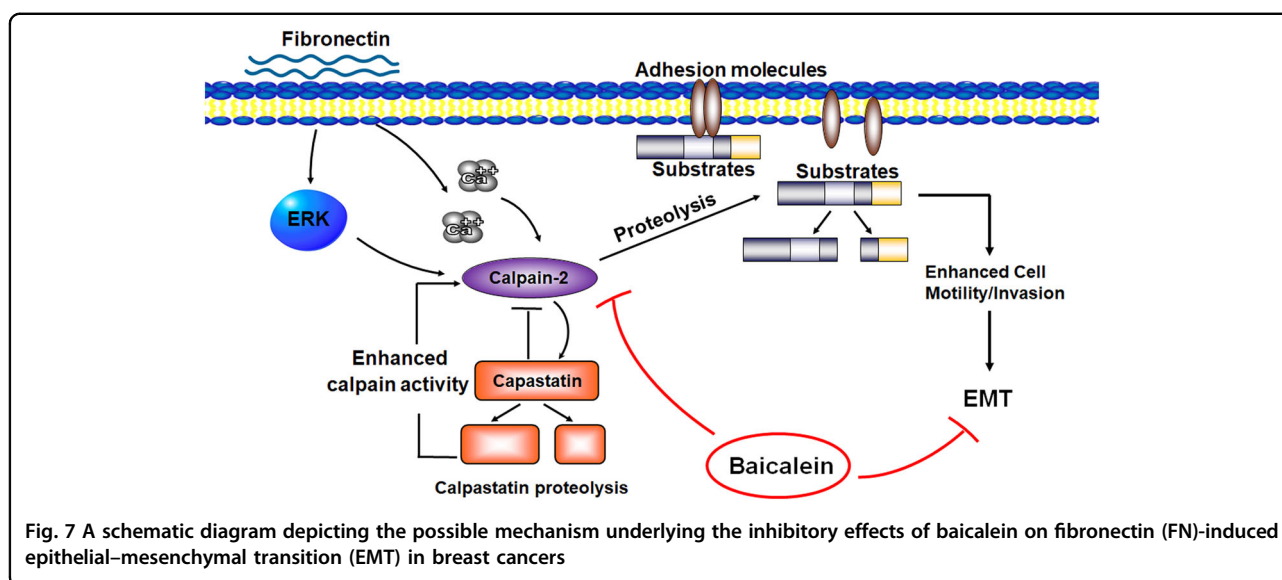 Fibronectin
Adhesion molecules
Substrates
Substrates
Ca++
Ca++
ERK
Proteolysis
Calpain-2
Enhanced Cell
Motility/Invasion
Enhanced
calpain activity
Capastatin
EMT
Baicalein
Calpastatin proteolysis
Fig. 7 A schematic diagram depicting the possible mechanism underlying the inhibitory effects of baicalein on fibronectin (FN)-induced
epithelial–mesenchymal transition (EMT) in breast cancers